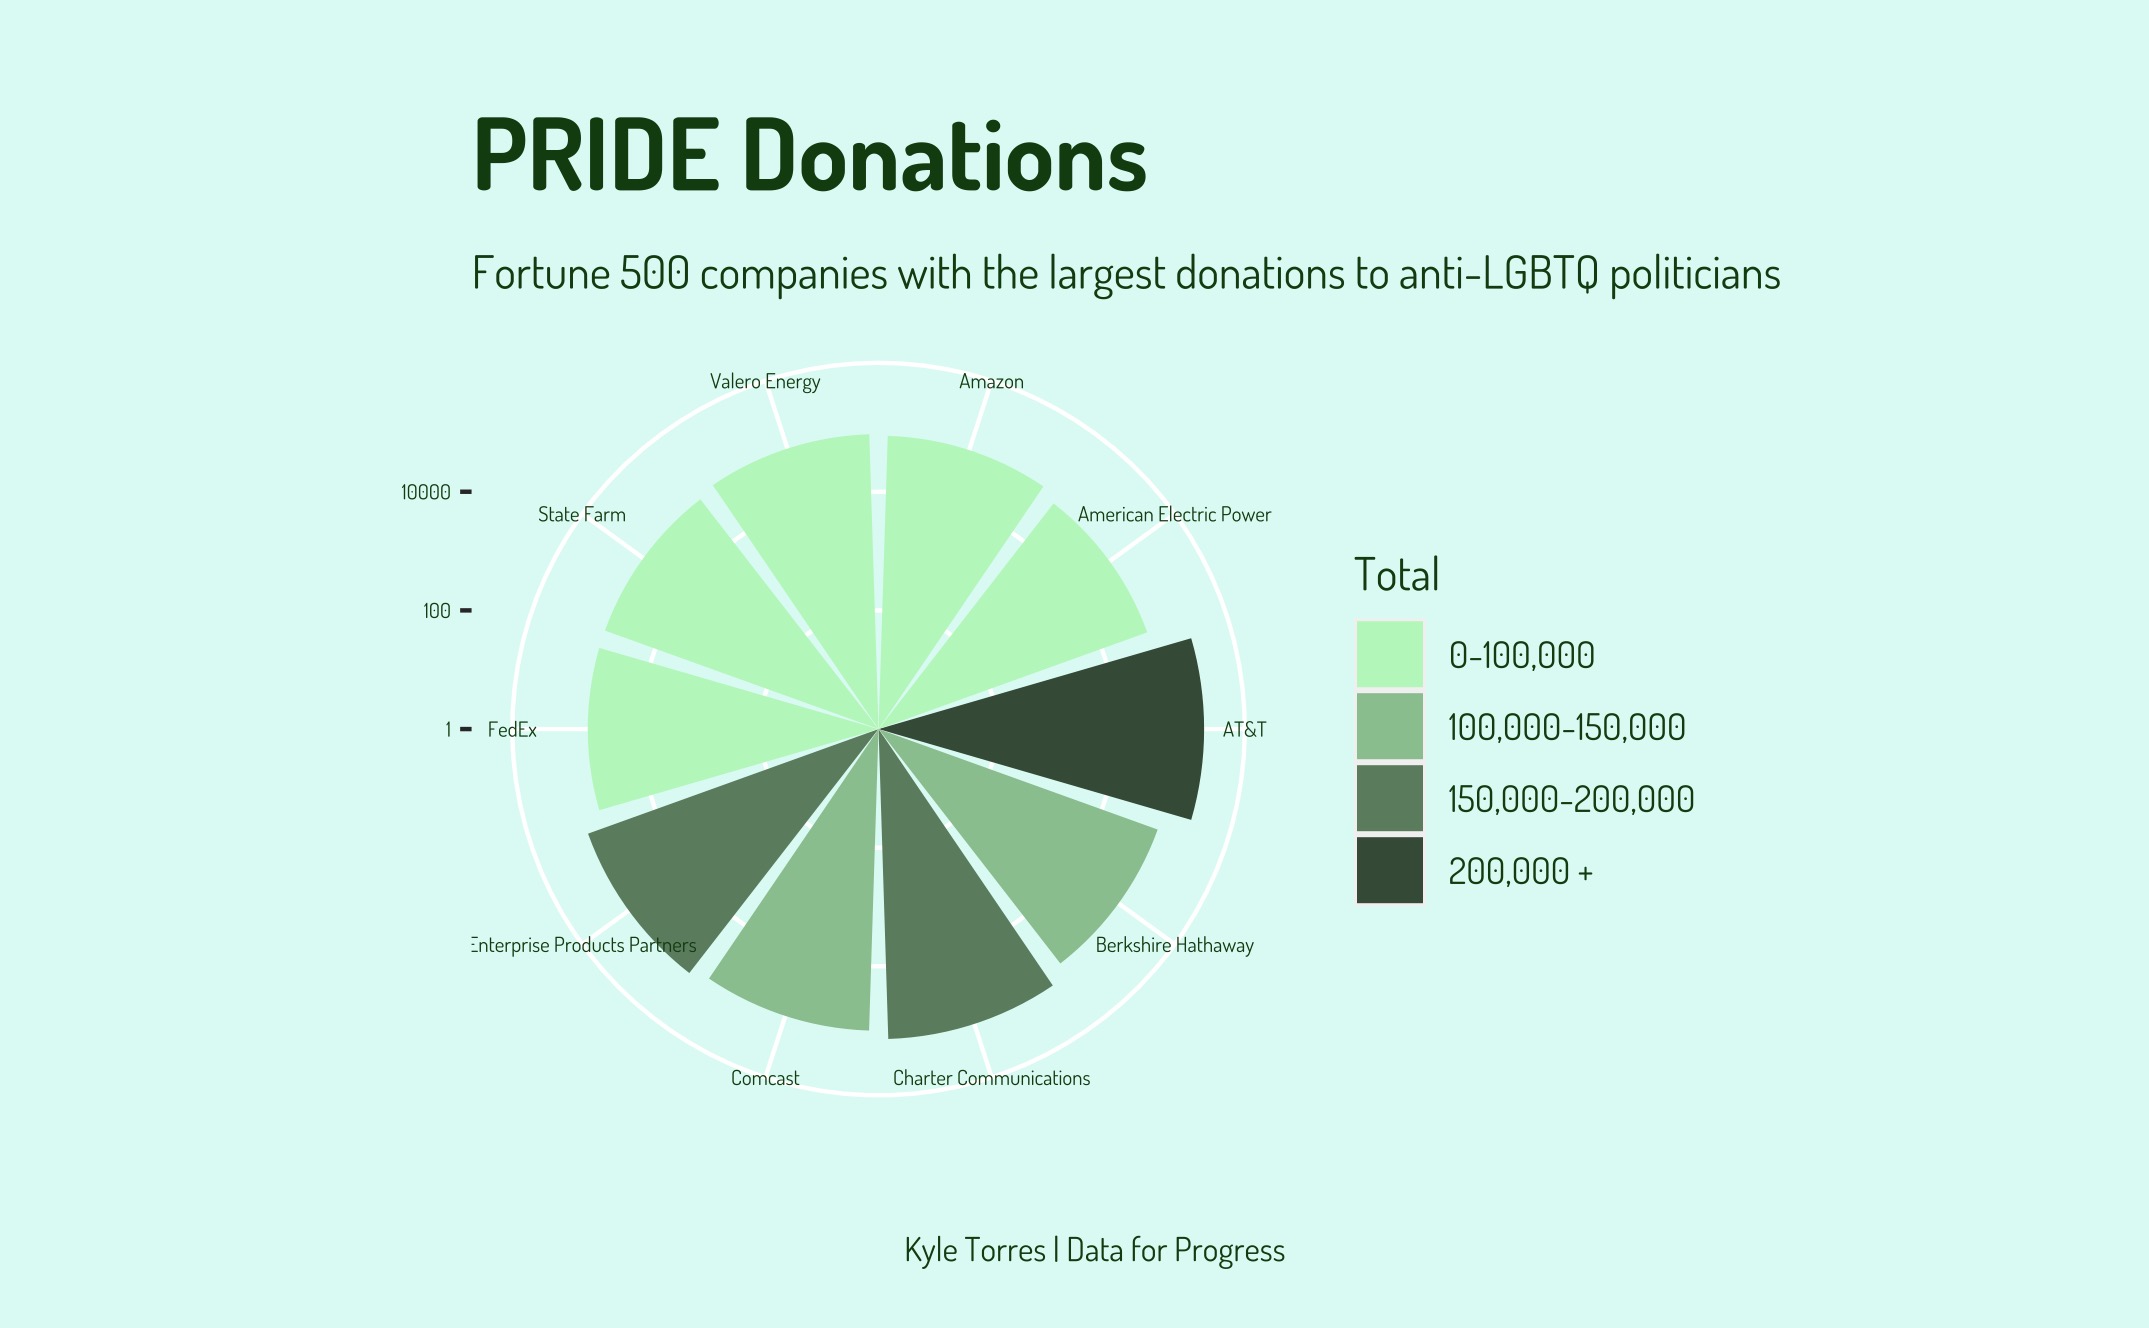 PRIDE Donations
Fortune 500 companies with the largest donations to anti-LGBTQ politicians
Valero Energy
Amazon
10000
State Farm
American Electric Power
100
1
FedEx
AT&T
Enterprise Products Partners
Berkshire Hathaway
Comcast
Charter Communications
Total
0-100,000
100,000-150,000
150,000-200,000
200,000 +
Kyle Torres | Data for Progress